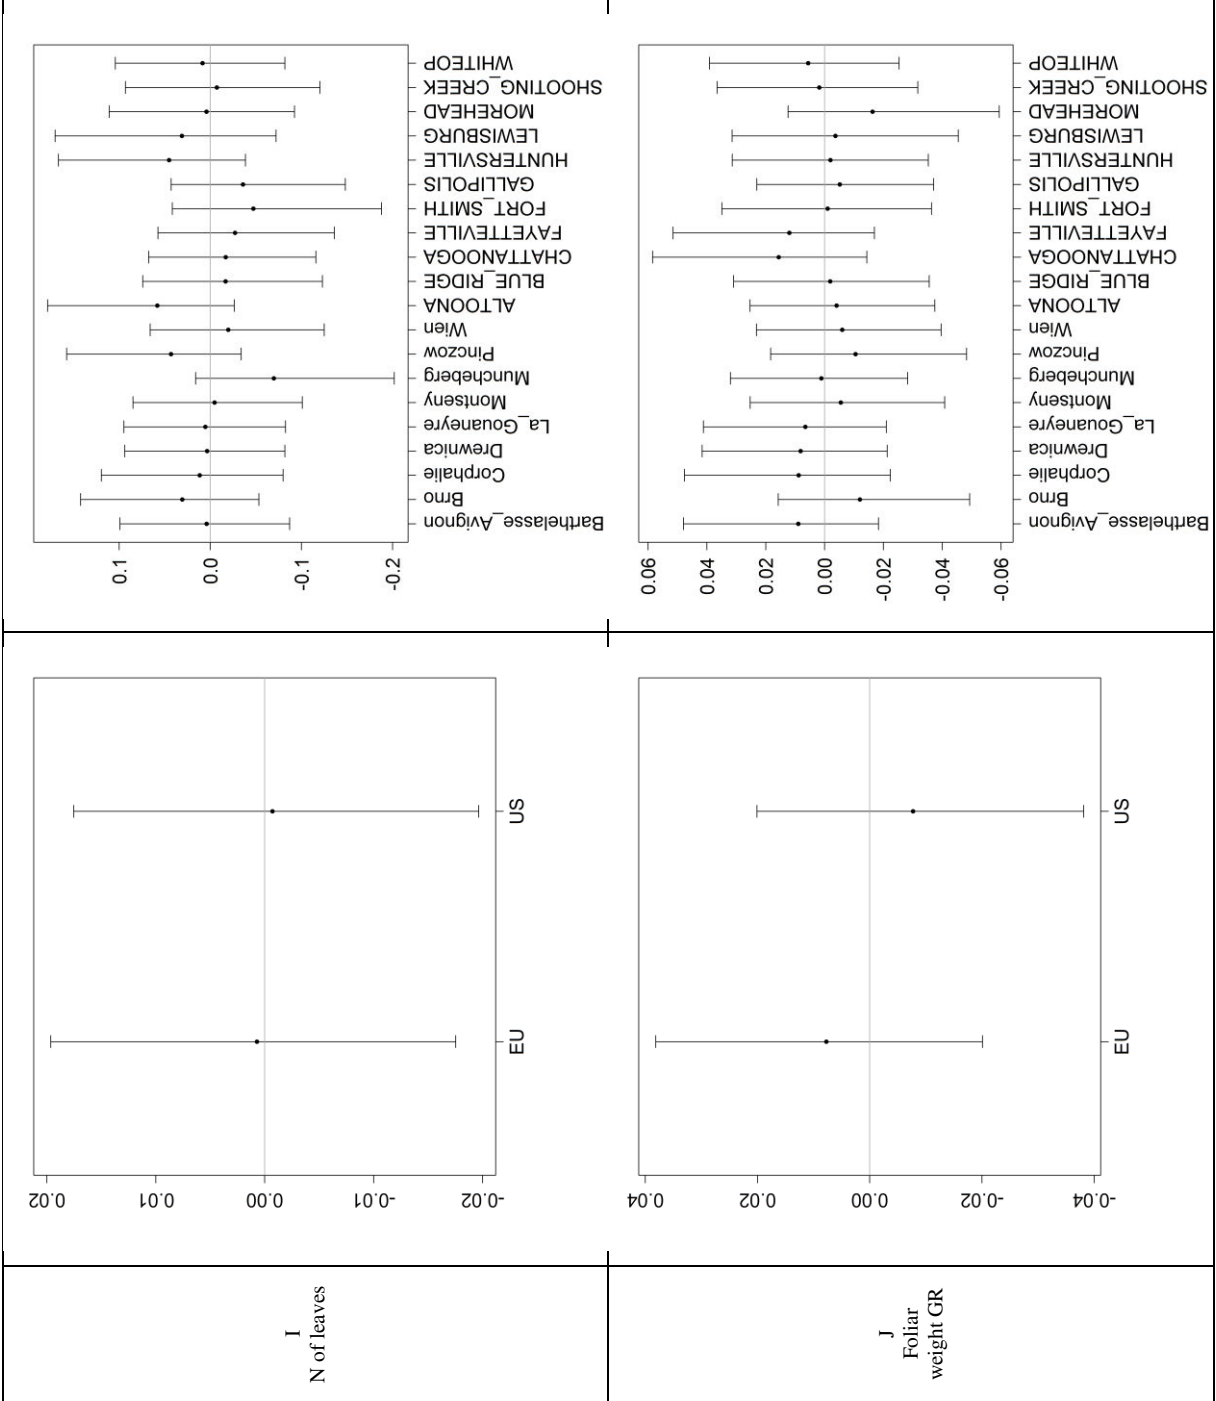 I
N of leaves
0.02
0.01
0.00
-0.01
-0.02
EU
US
0.1
0.0
-0.1
-0.2
Barthelasse_Avignon
Brno
Corphalie
Drewnica
La_Gouaneyre
Montseny
Muncheberg
Pinczow
Wien
ALTOONA
BLUE_RIDGE
CHATTANOOGA
FAYETTEVILLE
FORT_SMITH
GALLIPOLIS
HUNTERSVILLE
LEWISBURG
MOREHEAD
SHOOTING_CREEK
WHITEOP
J
Foliar
weight GR
0.04
0.02
0.00
-0.02
-0.04
EU
US
0.06
0.04
0.02
0.00
-0.02
-0.04
-0.06
Barthelasse_Avignon
Brno
Corphalie
Drewnica
La_Gouaneyre
Montseny
Muncheberg
Pinczow
Wien
ALTOONA
BLUE_RIDGE
CHATTANOOGA
FAYETTEVILLE
FORT_SMITH
GALLIPOLIS
HUNTERSVILLE
LEWISBURG
MOREHEAD
SHOOTING_CREEK
WHITEOP